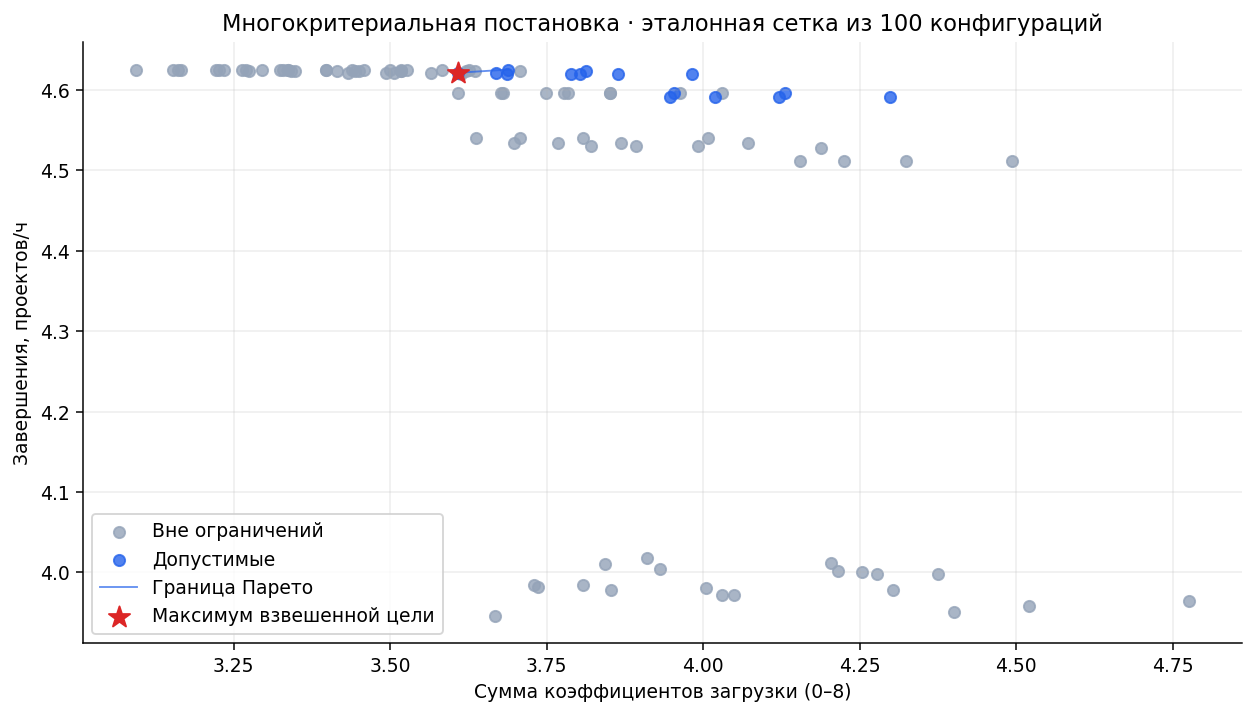 Многокритериальная постановка · эталонная сетка из 100 конфигураций
Завершения, проектов/ч
4.6
4.5
4.4
4.3
4.2
4.1
4.0
Вне ограничений
Допустимые
Граница Парето
Максимум взвешенной цели
3.25 3.50 3.75 4.00 4.25 4.50 4.75
Сумма коэффициентов загрузки (0–8)